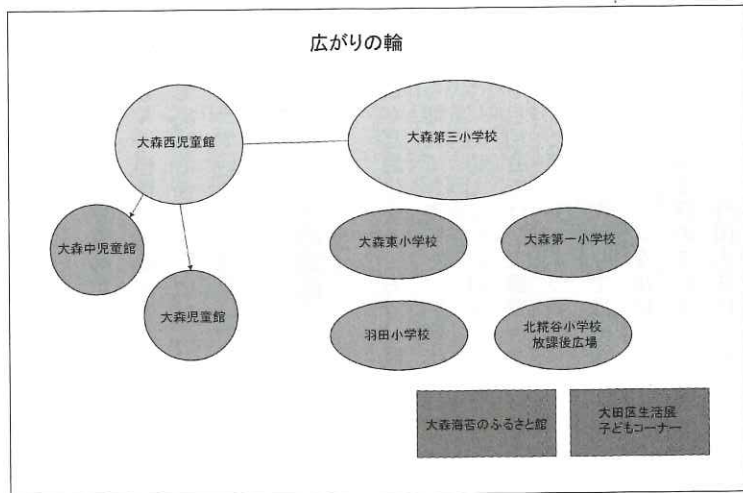 広がりの輪
大森西児童館
大森第三小学校
大森中児童館
大森東小学校
大森第一小学校
大森児童館
羽田小学校
北糀谷小学校
放課後広場
大森海苔のふるさと館
大田区生活展
子どもコーナー